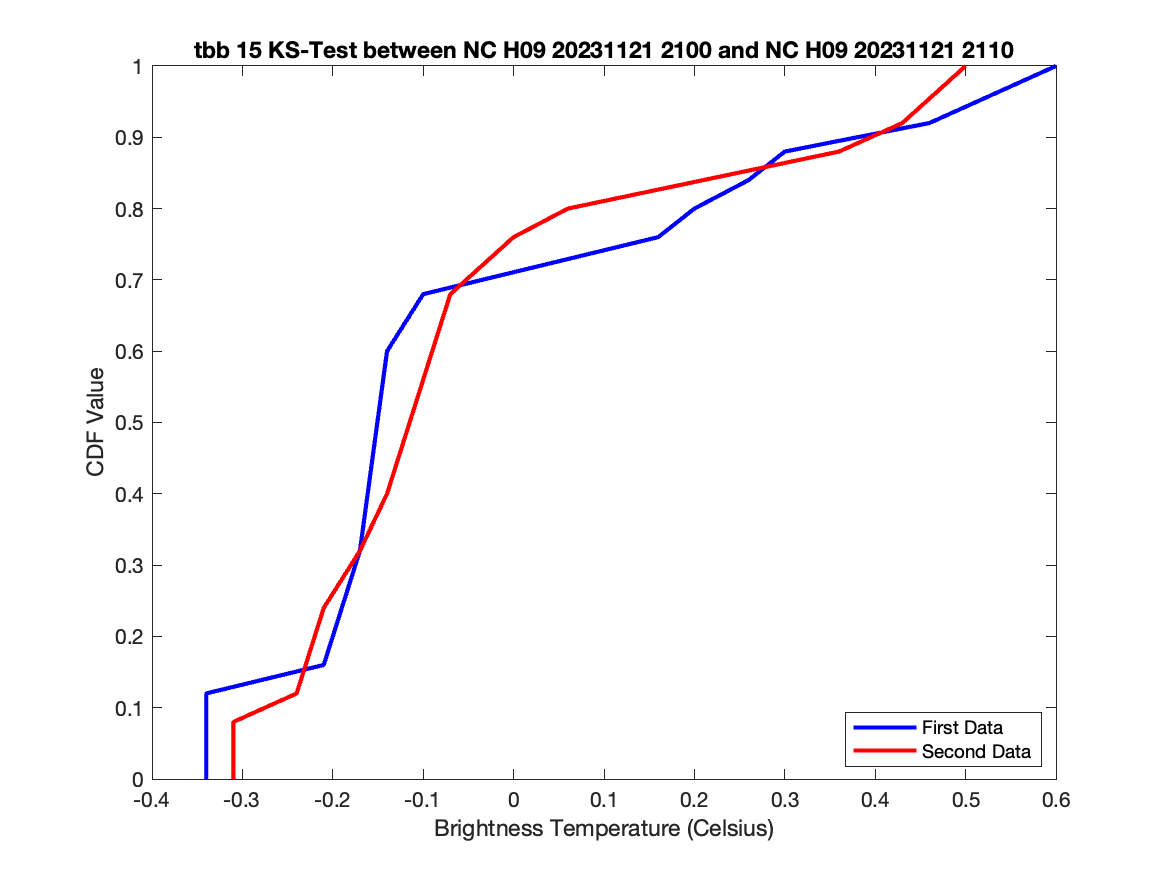 tbb 15 KS-Test between NC H09 20231121 2100 and NC H09 20231121 2110
1
0.9
0.8
0.7
0.6
0.5
0.4
0.3
0.2
0.1
0
CDF Value
First Data
Second Data
-0.4 -0.3 -0.2 -0.1 0 0.1 0.2 0.3 0.4 0.5 0.6
Brightness Temperature (Celsius)